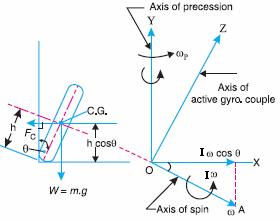 Axis of precession
Y
Z
ωP
C.G.
Axis of
active gyro. couple
h
FC
θ
h cosθ
I ω cos θ
O
X
Iω
W = m.g
Axis of spin
ω A